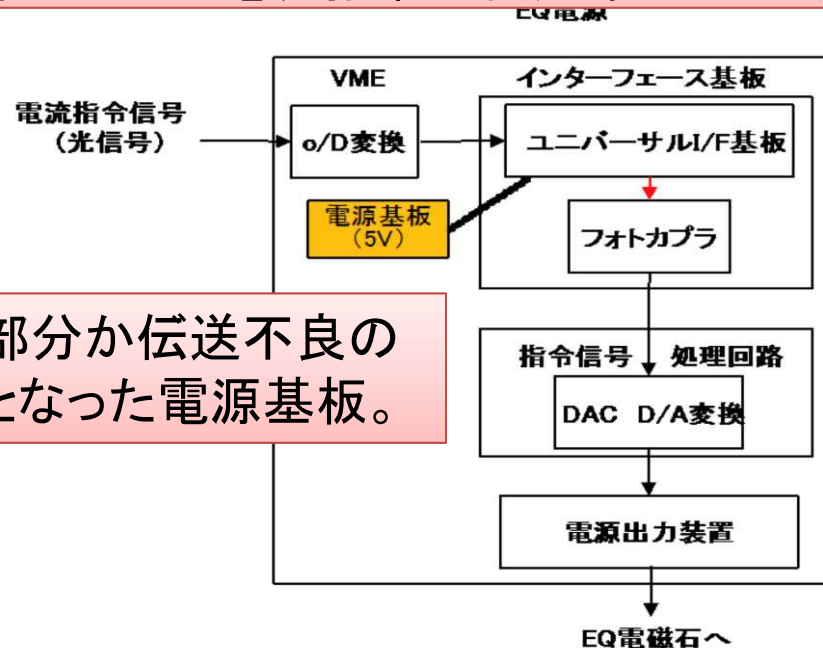 EQ電源
VME
インターフェース基板
電流指令信号
(光信号)
o/D変換
ユニバーサルI/F基板
電源基板
(5V)
フォトカプラ
部分か伝送不良の
となった電源基板。
指令信号 処理回路
DAC D/A変換
電源出力装置
EQ電磁石へ